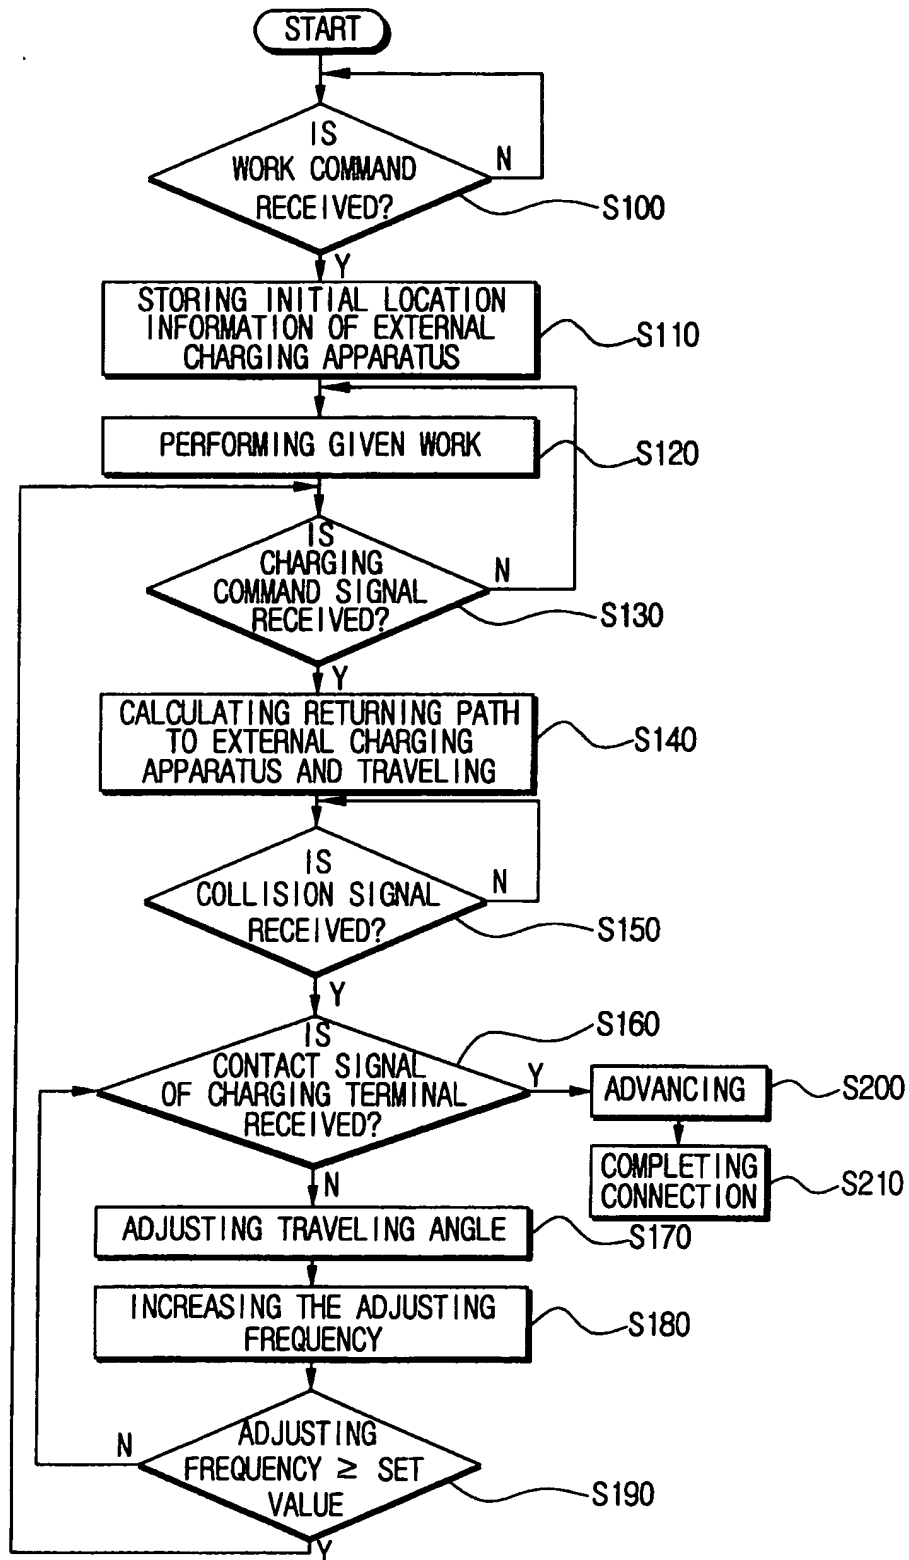 START
IS
WORK COMMAND
RECEIVED?
N
S100
Y
STORING INITIAL LOCATION
INFORMATION OF EXTERNAL
CHARGING APPARATUS
S110
PERFORMING GIVEN WORK
S120
IS
CHARGING
COMMAND SIGNAL
RECEIVED?
N
S130
Y
CALCULATING RETURNING PATH
TO EXTERNAL CHARGING
APPARATUS AND TRAVELING
S140
IS
COLLISION SIGNAL
RECEIVED?
N
S150
Y
IS
CONTACT SIGNAL
OF CHARGING TERMINAL
RECEIVED?
S160
Y
ADVANCING
S200
COMPLETING
CONNECTION
S210
N
ADJUSTING TRAVELING ANGLE
S170
INCREASING THE ADJUSTING
FREQUENCY
S180
ADJUSTING
FREQUENCY ≥ SET
VALUE
N
S190
Y